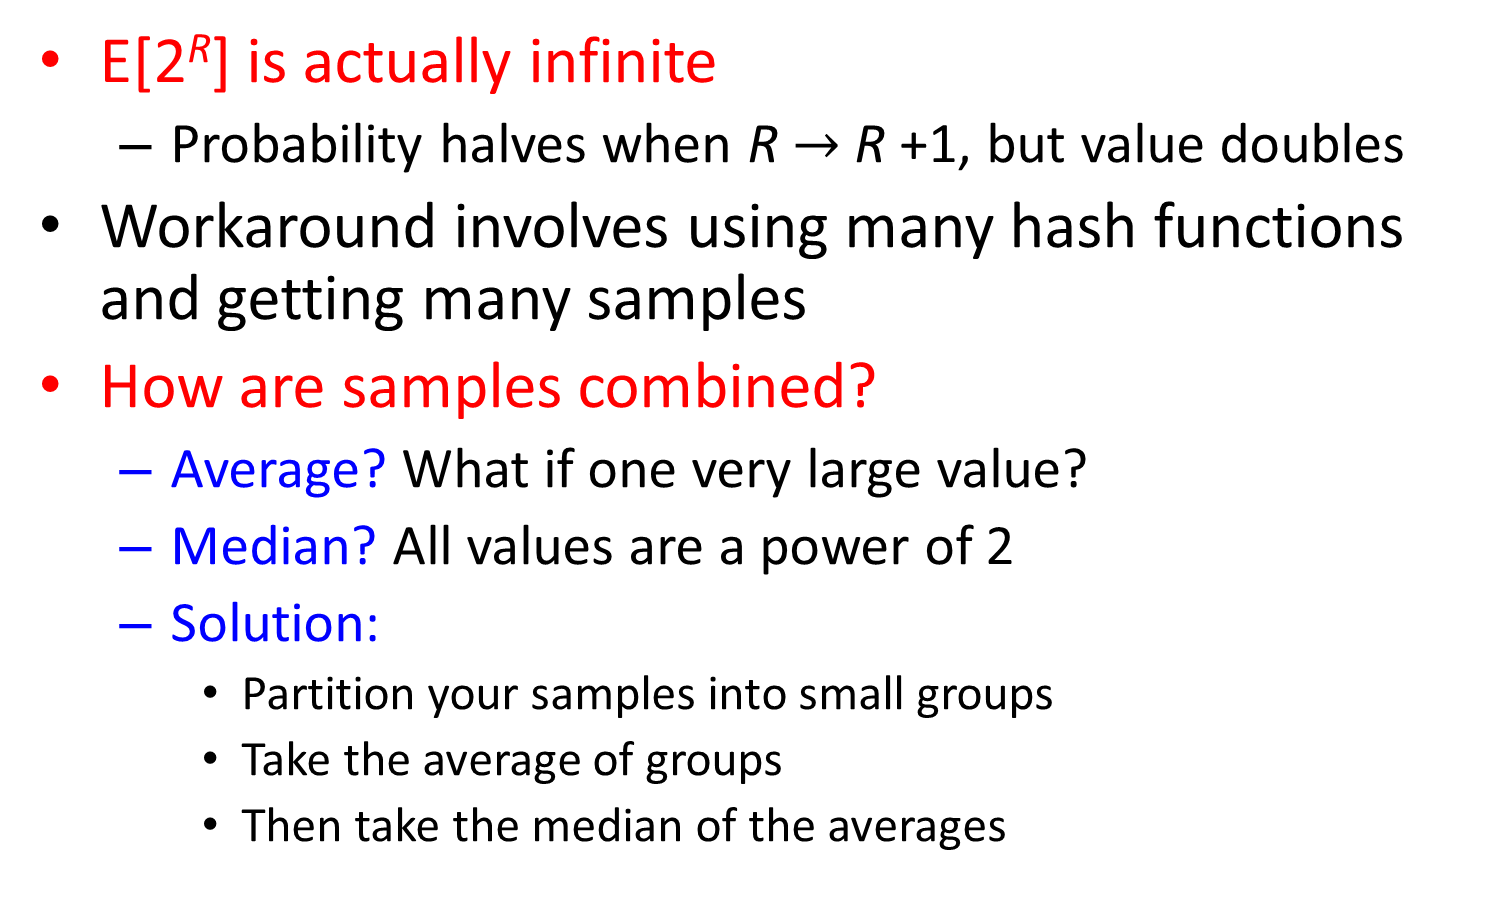 • E[2ᴿ] is actually infinite
– Probability halves when R → R +1, but value doubles
• Workaround involves using many hash functions
and getting many samples
• How are samples combined?
– Average? What if one very large value?
– Median? All values are a power of 2
– Solution:
• Partition your samples into small groups
• Take the average of groups
• Then take the median of the averages